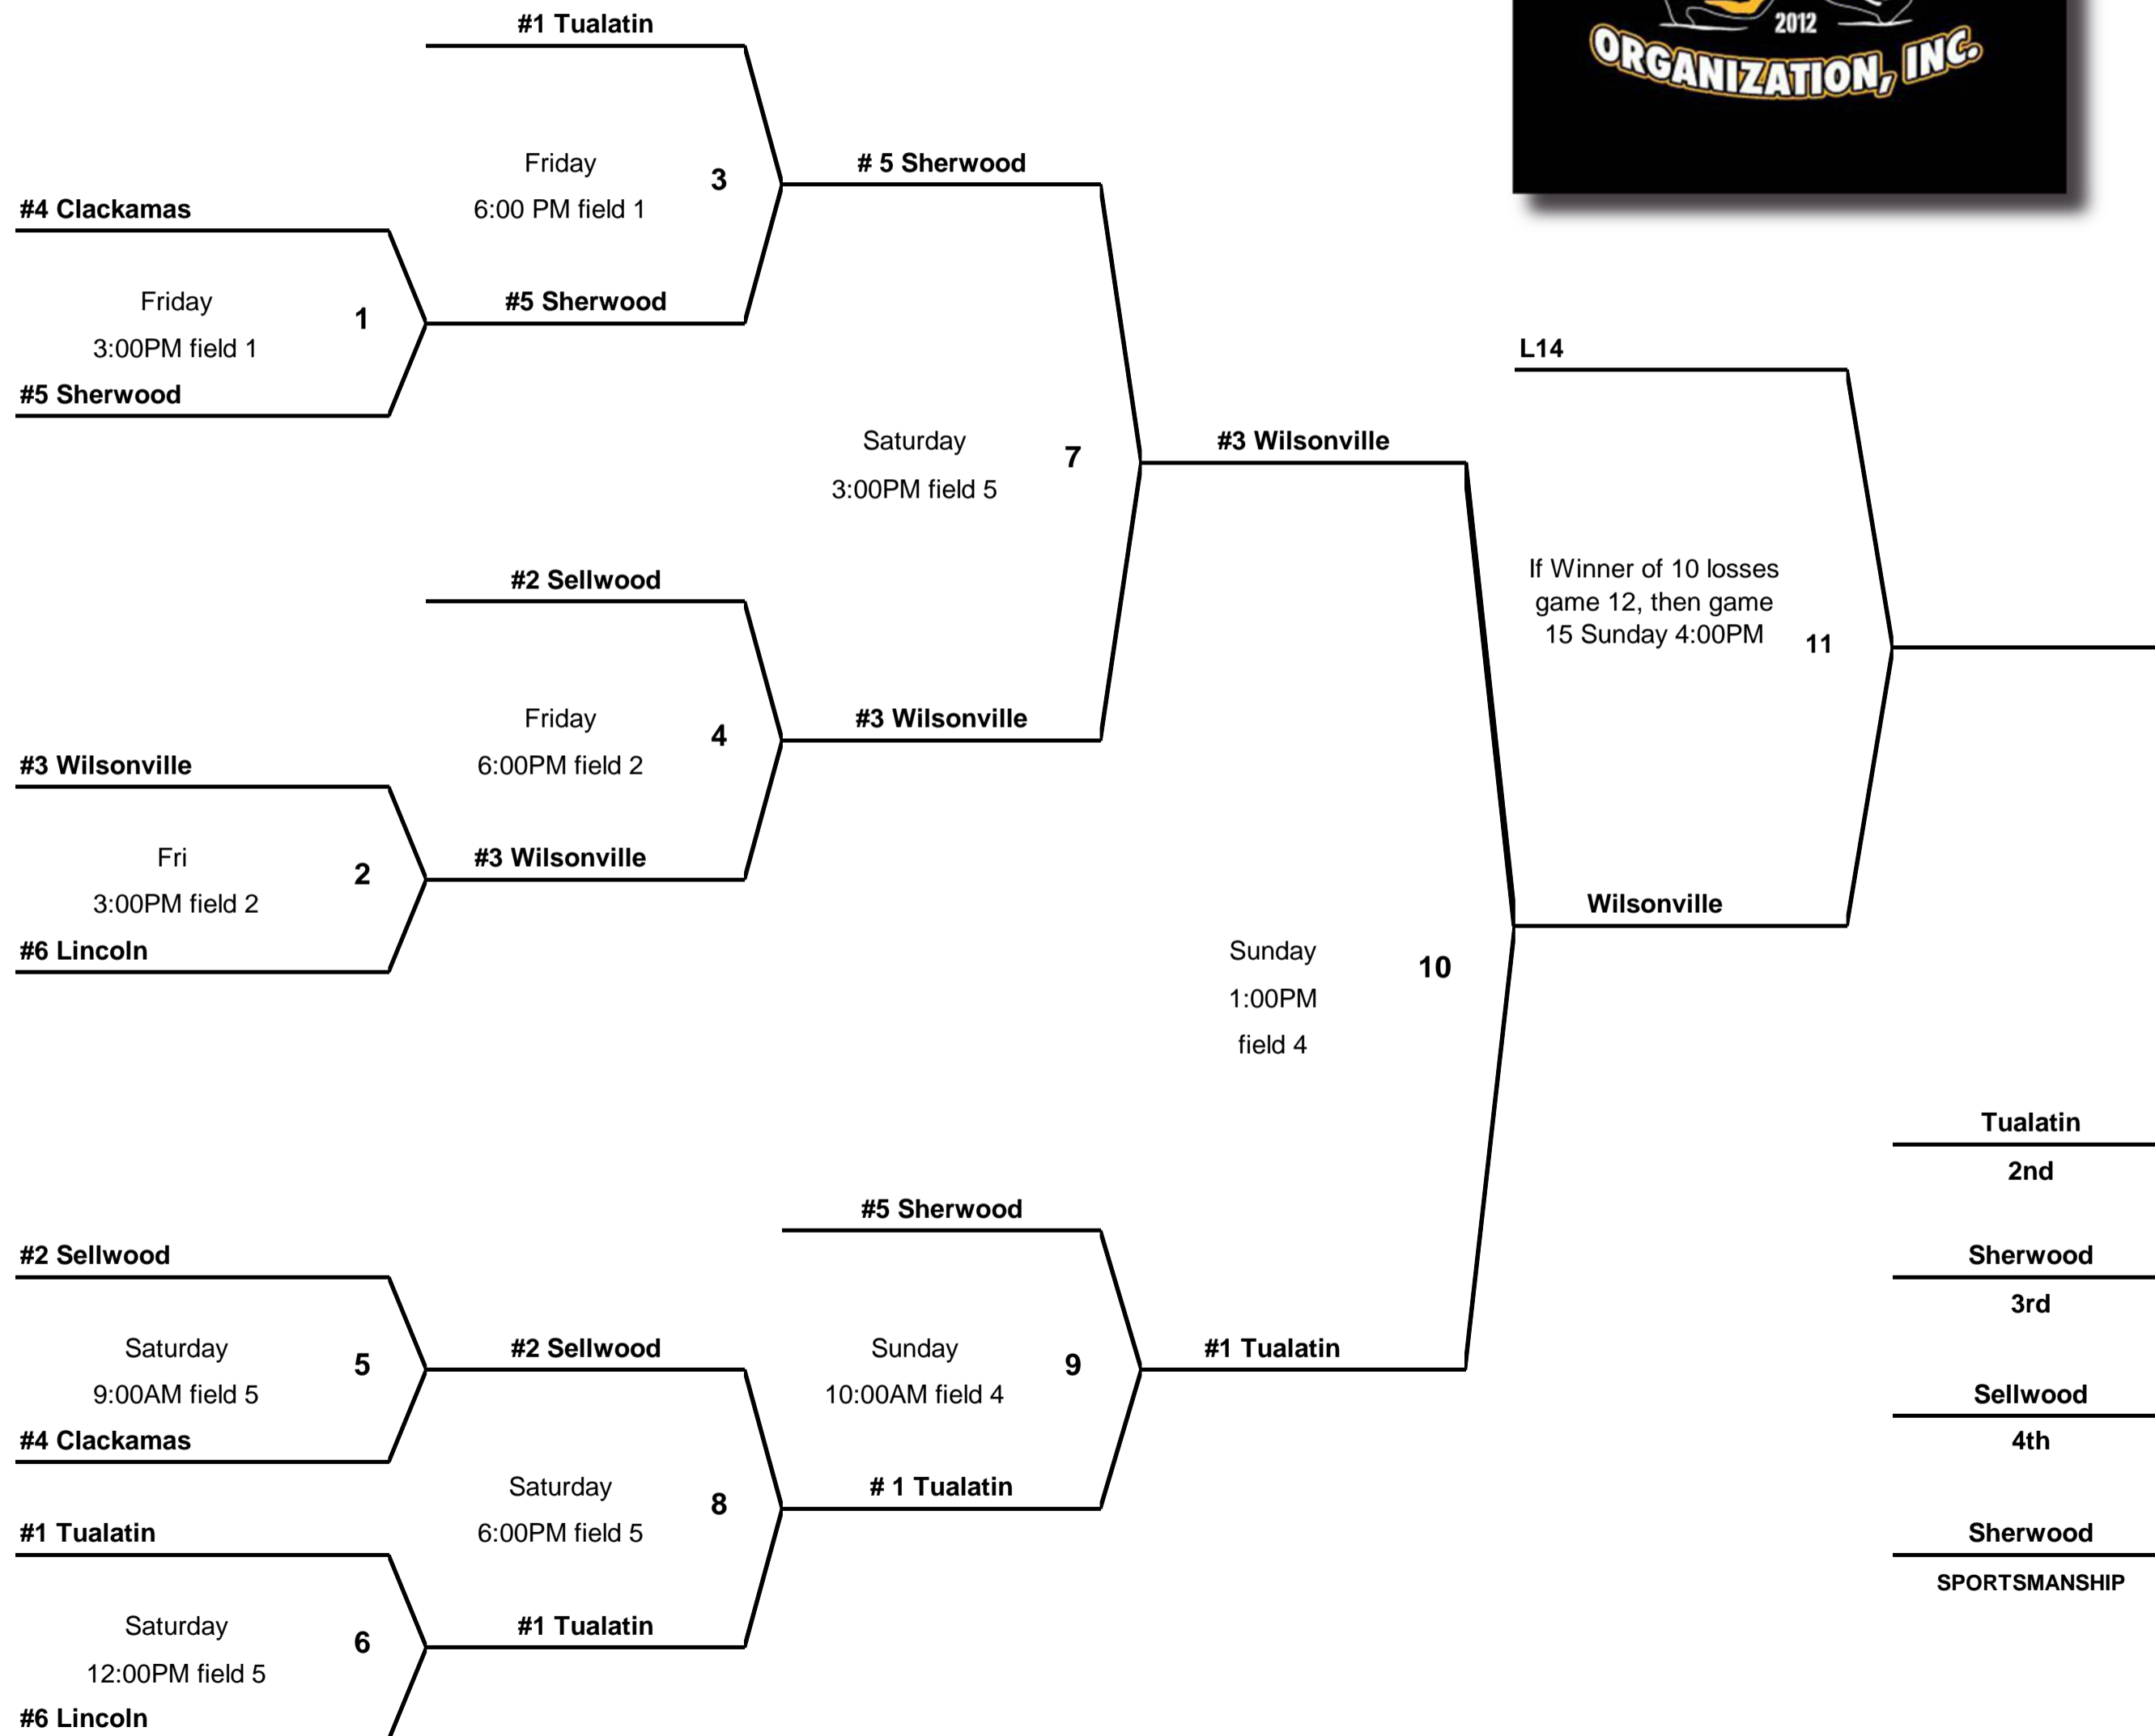 2012
ORGANIZATION, INC.
#1 Tualatin
Friday
6:00 PM field 1
3
# 5 Sherwood
#4 Clackamas
Friday
3:00PM field 1
1
#5 Sherwood
#5 Sherwood
L14
Saturday
3:00PM field 5
7
#3 Wilsonville
#2 Sellwood
If Winner of 10 losses
game 12, then game
15 Sunday 4:00PM
11
Friday
6:00PM field 2
4
#3 Wilsonville
#3 Wilsonville
Fri
3:00PM field 2
2
#3 Wilsonville
#6 Lincoln
Wilsonville
Sunday
1:00PM
field 4
10
Tualatin
2nd
#5 Sherwood
#2 Sellwood
Sherwood
3rd
Saturday
9:00AM field 5
5
#2 Sellwood
Sunday
10:00AM field 4
9
#1 Tualatin
#4 Clackamas
Sellwood
4th
Saturday
6:00PM field 5
8
# 1 Tualatin
#1 Tualatin
Sherwood
SPORTSMANSHIP
Saturday
12:00PM field 5
6
#1 Tualatin
#6 Lincoln